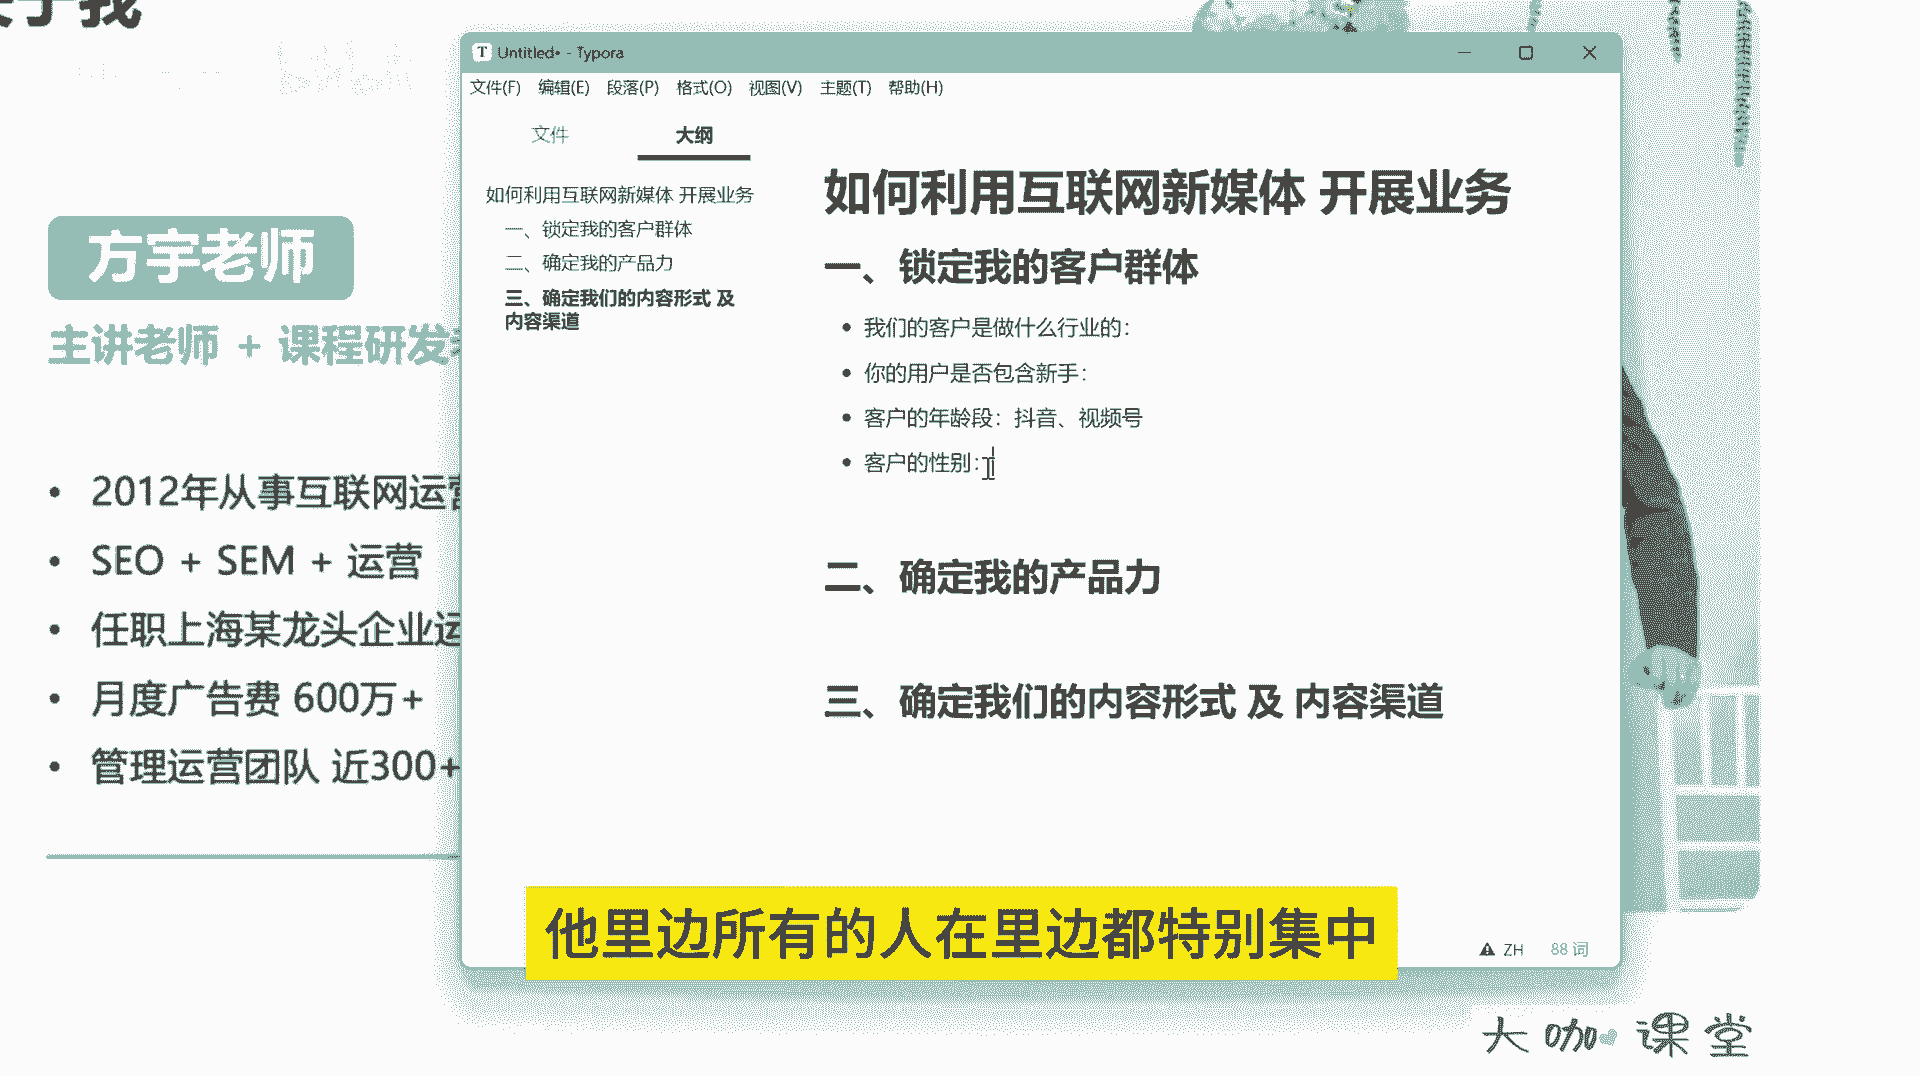 方宇老师
主讲老师 + 课程研发
• 2012年从事互联网运营
• SEO + SEM + 运营
• 任职上海某龙头企业运
• 月度广告费 600万+
• 管理运营团队 近300+
Untitled• - Typora
文件(F) 编辑(E) 段落(P) 格式(O) 视图(V) 主题(T) 帮助(H)
文件 大纲
如何利用互联网新媒体 开展业务
一、锁定我的客户群体
二、确定我的产品力
三、确定我们的内容形式 及
内容渠道
如何利用互联网新媒体 开展业务
一、锁定我的客户群体
• 我们的客户是做什么行业的：
• 你的用户是否包含新手：
• 客户的年龄段：抖音、视频号
• 客户的性别：
二、确定我的产品力
三、确定我们的内容形式 及 内容渠道
他里边所有的人在里边都特别集中
ZH 88 词
大咖课堂